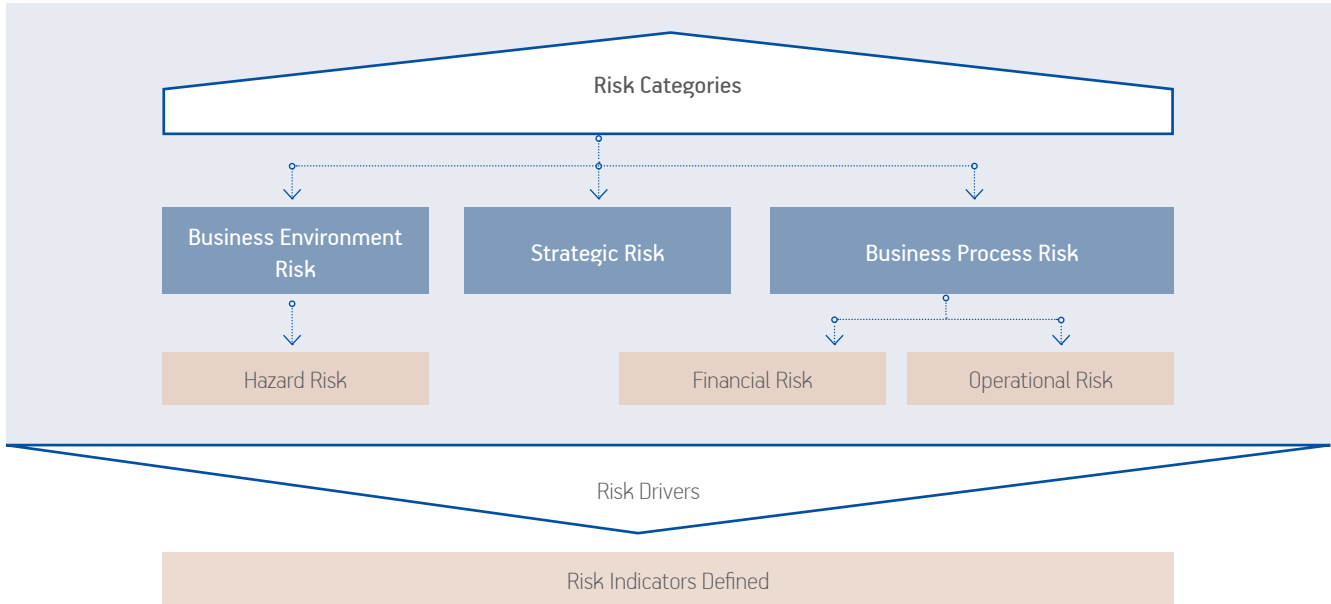 Risk Categories
Business Environment
Risk
Strategic Risk
Business Process Risk
Hazard Risk
Financial Risk
Operational Risk
Risk Drivers
Risk Indicators Defined